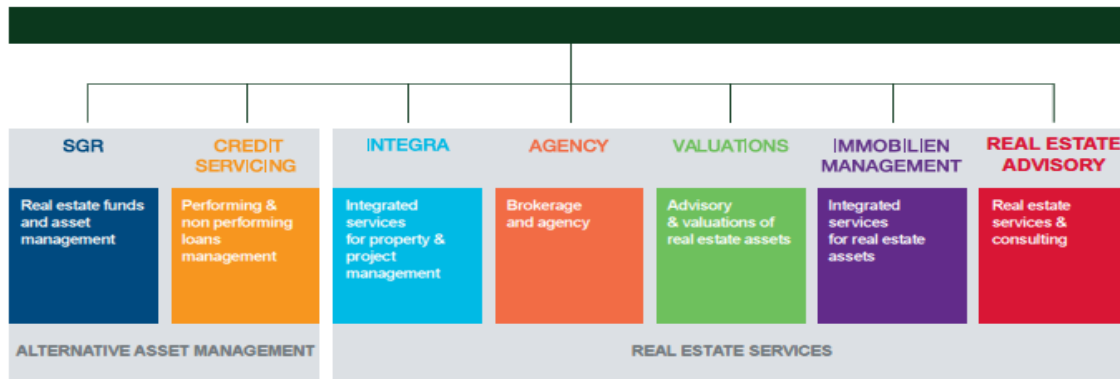 SGR
Real estate funds
and asset
management
CREDIT
SERVICING
Performing &
non performing
loans
management
INTEGRA
Integrated
services
for property &
project
management
AGENCY
Brokerage
and agency
VALUATIONS
Advisory
& valuations of
real estate assets
IMMOBILIEN
MANAGEMENT
Integrated
services
for real estate
assets
REAL ESTATE
ADVISORY
Real estate
services &
consulting
ALTERNATIVE ASSET MANAGEMENT
REAL ESTATE SERVICES